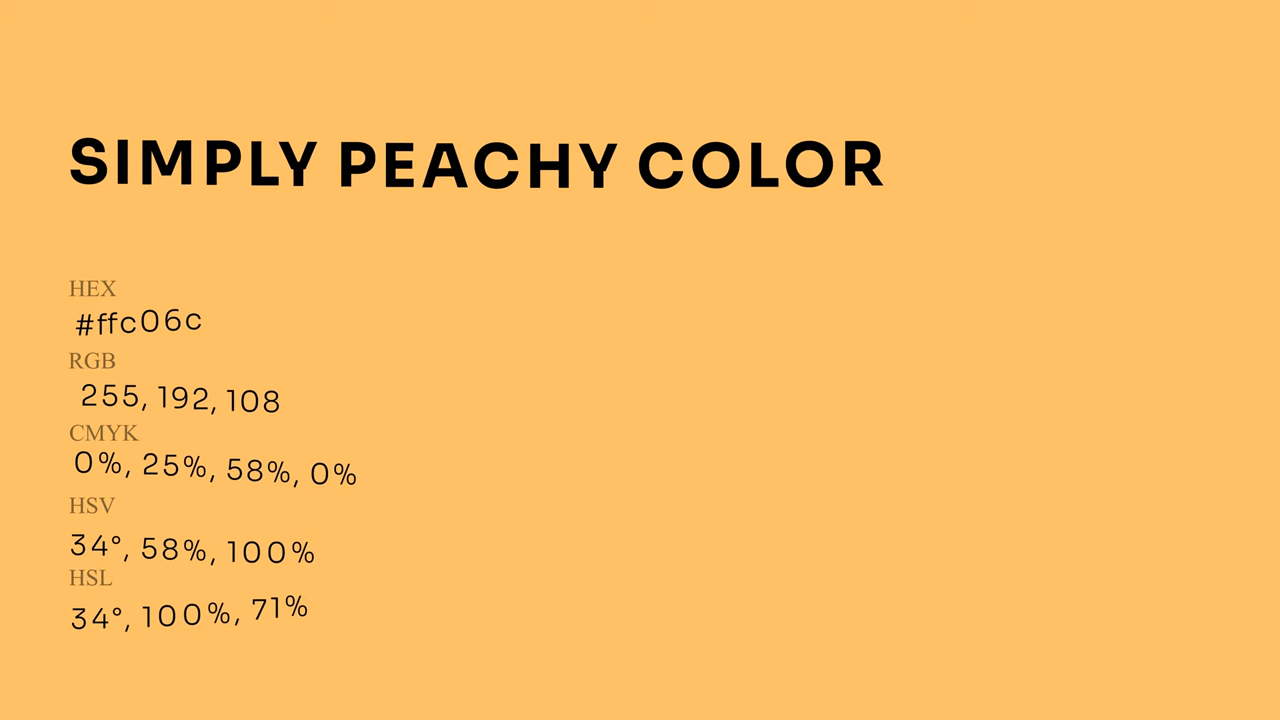 SIMPLY PEACHY COLOR
HEX
#ffc06c
RGB
255, 192, 108
CMYK
0%, 25%, 58%, 0%
HSV
34°, 58%, 100%
HSL
34°, 100%, 71%